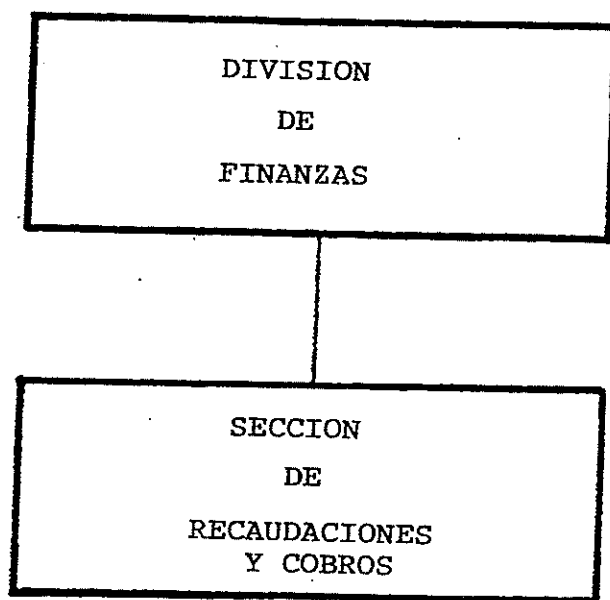 DIVISION
DE
FINANZAS
SECCION
DE
RECAUDACIONES
Y COBROS